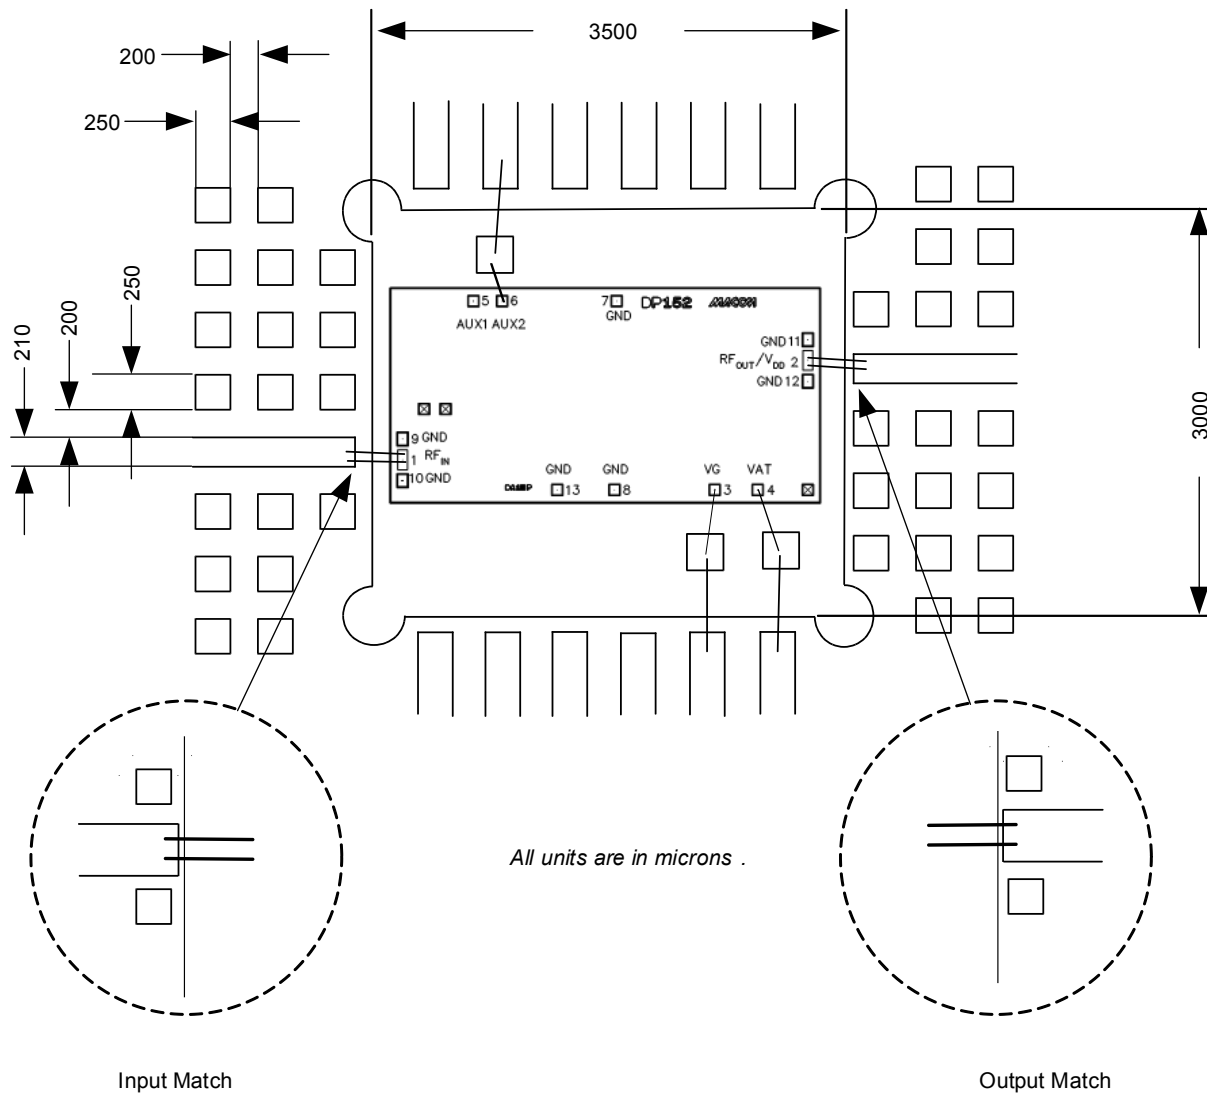 3500
200
250
250
200
210
3000
5 6
AUX1 AUX2
7
GND
DP152 MACOM
GND 11
RFOUT/VDD 2
GND 12
9 GND
1 RFIN
10 GND
GND
13
GND
8
VG
3
VAT
4
All units are in microns .
Input Match
Output Match